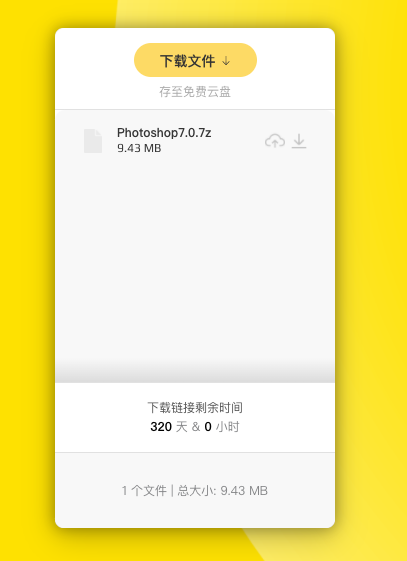 下载文件 ↓
存至免费云盘
Photoshop7.0.7z
9.43 MB
下载链接剩余时间
320 天 & 0 小时
1 个文件 | 总大小: 9.43 MB